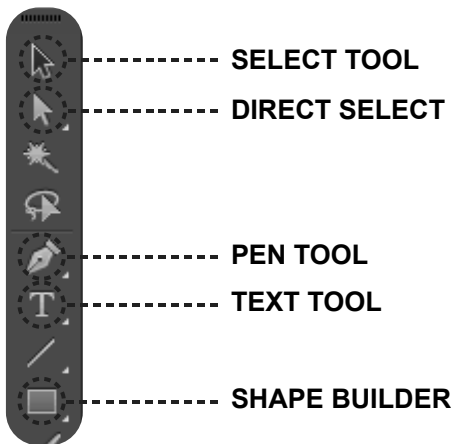 SELECT TOOL
DIRECT SELECT
PEN TOOL
T
TEXT TOOL
SHAPE BUILDER